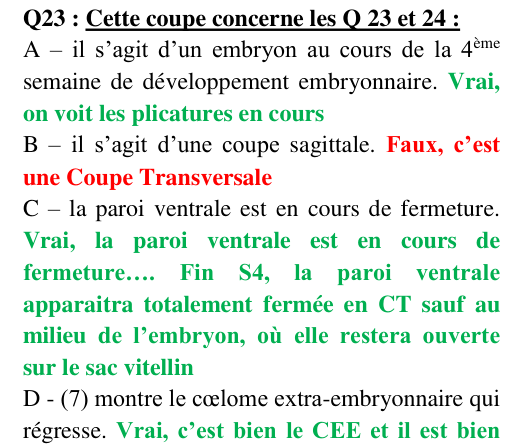 Q23 : Cette coupe concerne les Q 23 et 24 :
A – il s’agit d’un embryon au cours de la 4ème
semaine de développement embryonnaire. Vrai,
on voit les plicatures en cours
B – il s’agit d’une coupe sagittale. Faux, c’est
une Coupe Transversale
C – la paroi ventrale est en cours de fermeture.
Vrai, la paroi ventrale est en cours de
fermeture…. Fin S4, la paroi ventrale
apparaitra totalement fermée en CT sauf au
milieu de l’embryon, où elle restera ouverte
sur le sac vitellin
D - (7) montre le cœlome extra-embryonnaire qui
régresse. Vrai, c’est bien le CEE et il est bien